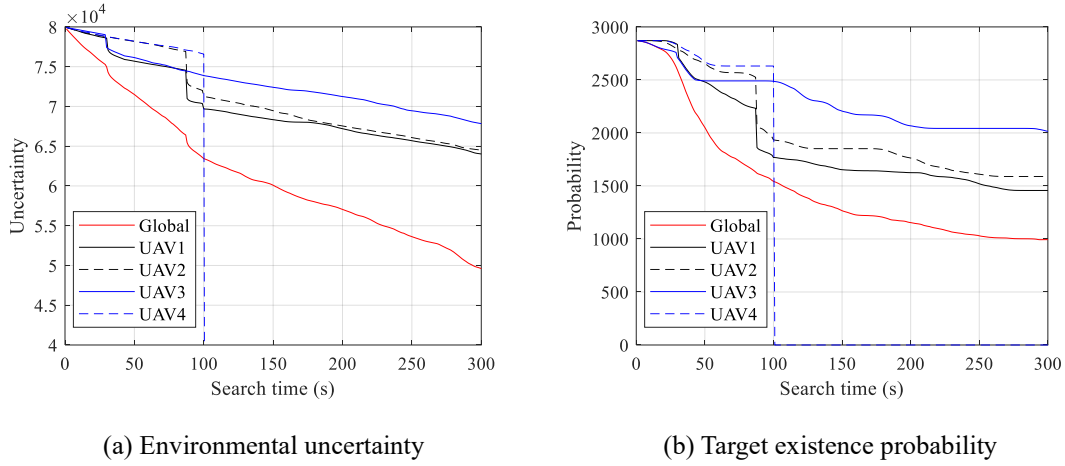 ×10⁴
8
7.5
7
6.5
6
5.5
5
4.5
4
Uncertainty
Global
UAV1
UAV2
UAV3
UAV4
0 50 100 150 200 250 300
Search time (s)
(a) Environmental uncertainty
3000
2500
2000
1500
1000
500
0
Probability
Global
UAV1
UAV2
UAV3
UAV4
0 50 100 150 200 250 300
Search time (s)
(b) Target existence probability